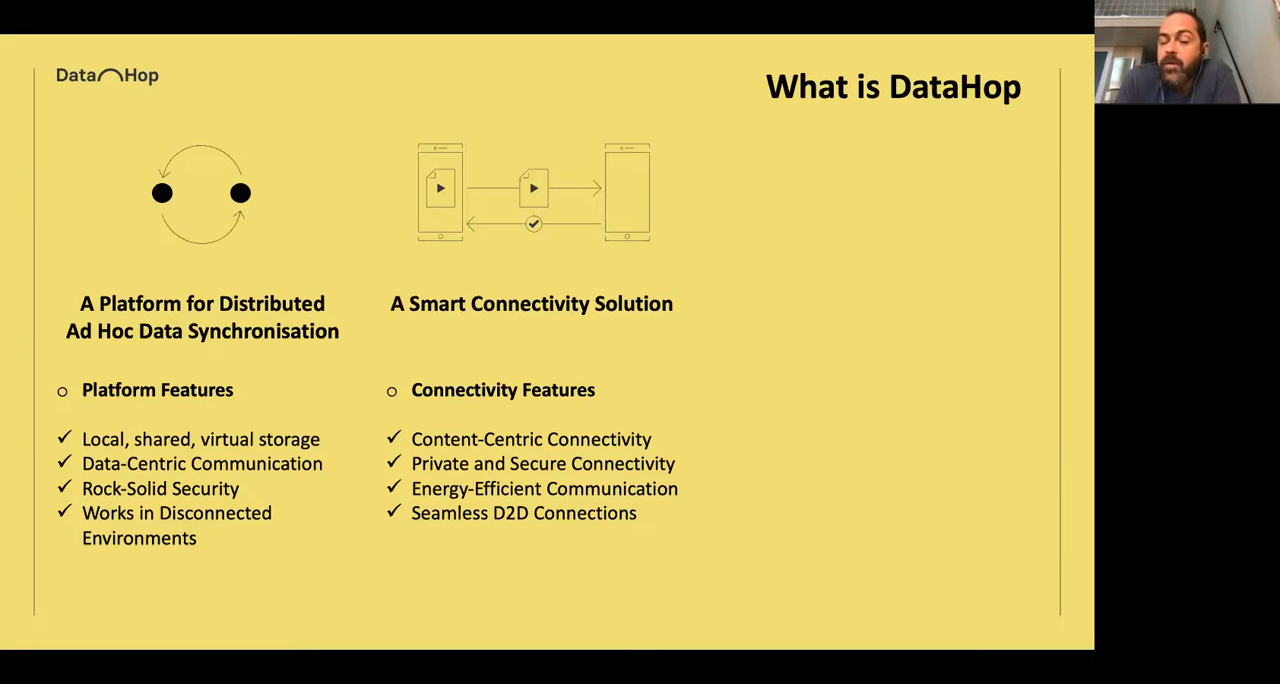 Data Hop
What is DataHop
A Platform for Distributed
Ad Hoc Data Synchronisation
Platform Features
Local, shared, virtual storage
Data-Centric Communication
Rock-Solid Security
Works in Disconnected
Environments
A Smart Connectivity Solution
Connectivity Features
Content-Centric Connectivity
Private and Secure Connectivity
Energy-Efficient Communication
Seamless D2D Connections